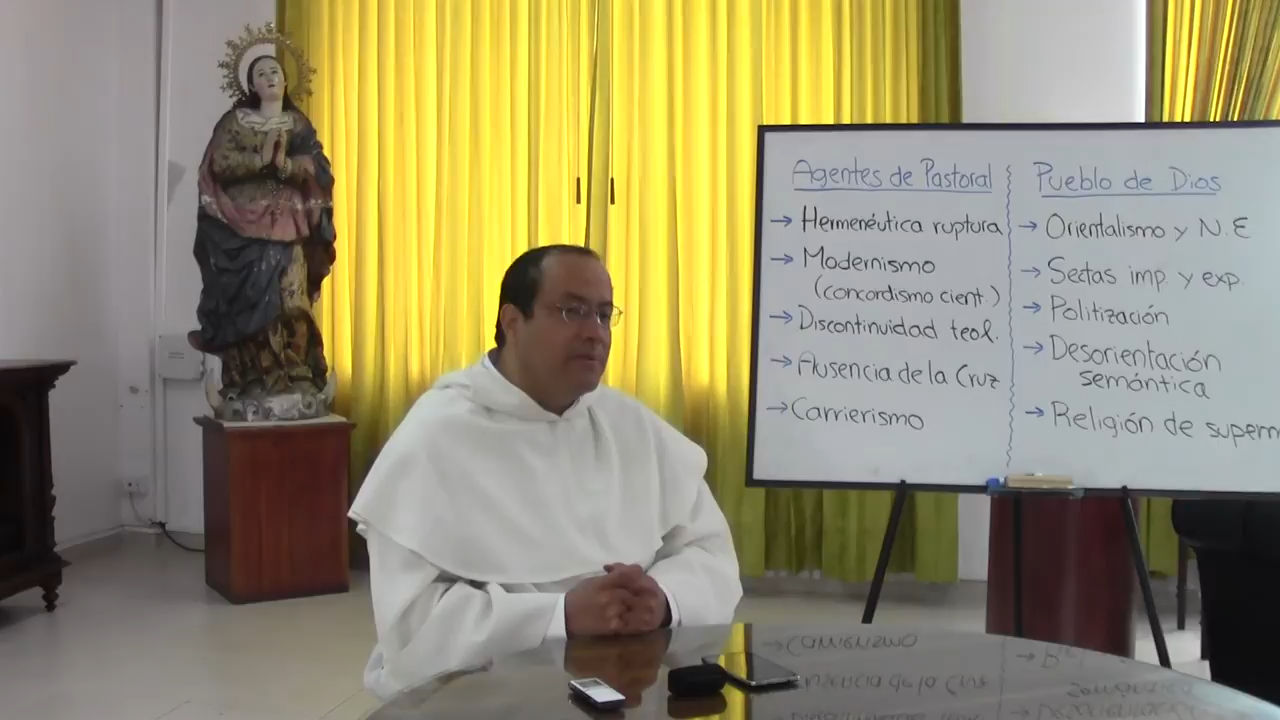 Agentes de Pastoral
→ Hermenéutica ruptura
→ Modernismo
(concordismo cient.)
→ Discontinuidad teol.
→ Ausencia de la Cruz
→ Carrierismo
Pueblo de Dios
→ Orientalismo y N.E
→ Sectas imp. y exp.
→ Politización
→ Desorientación
semántica
→ Religión de superm